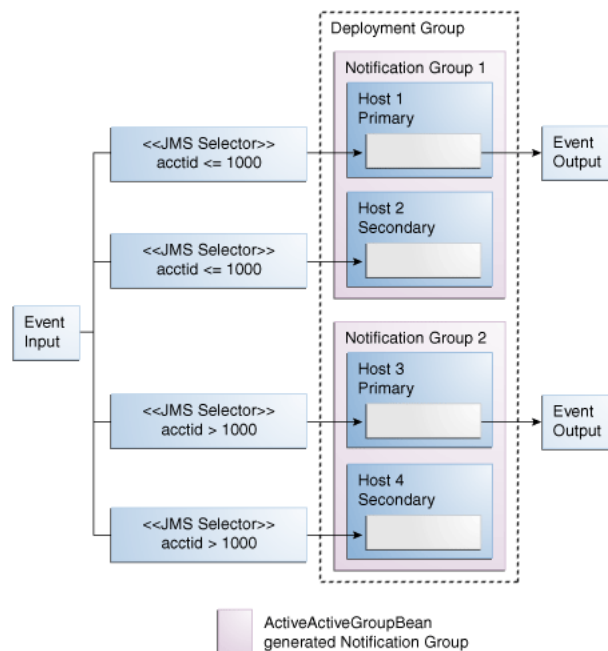 Deployment Group
Notification Group 1
Host 1
Primary
<<JMS Selector>>
acctid <= 1000
Event
Output
Host 2
Secondary
<<JMS Selector>>
acctid <= 1000
Event
Input
Notification Group 2
Host 3
Primary
<<JMS Selector>>
acctid > 1000
Event
Output
Host 4
Secondary
<<JMS Selector>>
acctid > 1000
ActiveActiveGroupBean
generated Notification Group